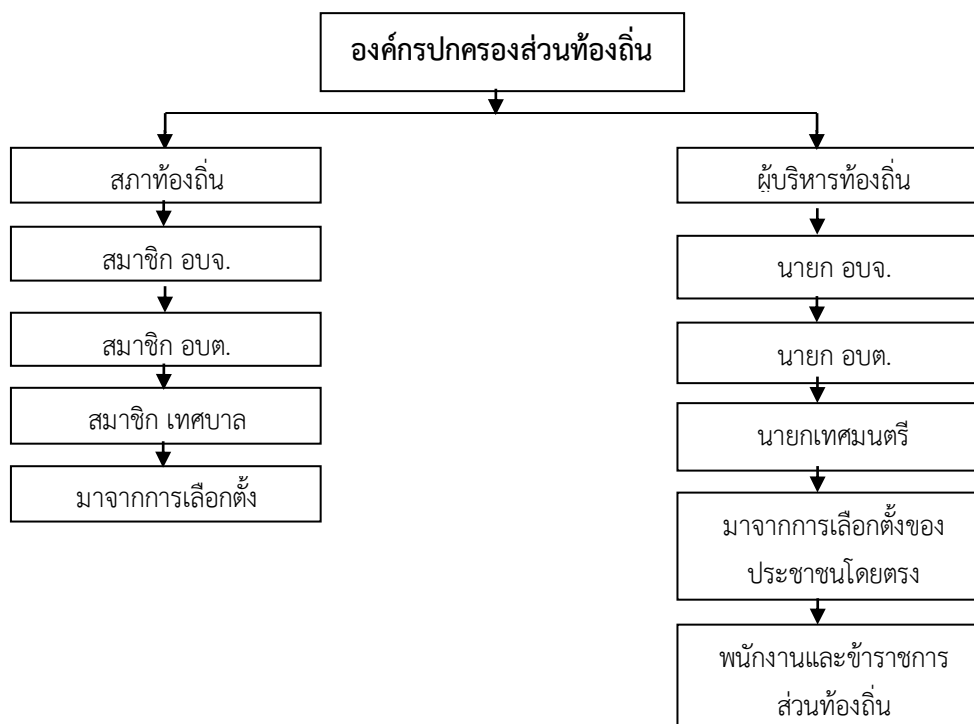 องค์กรปกครองส่วนท้องถิ่น
สภาท้องถิ่น
สมาชิก อบจ.
สมาชิก อบต.
สมาชิก เทศบาล
มาจากการเลือกตั้ง
ผู้บริหารท้องถิ่น
นายก อบจ.
นายก อบต.
นายกเทศมนตรี
มาจากการเลือกตั้งของ
ประชาชนโดยตรง
พนักงานและข้าราชการ
ส่วนท้องถิ่น